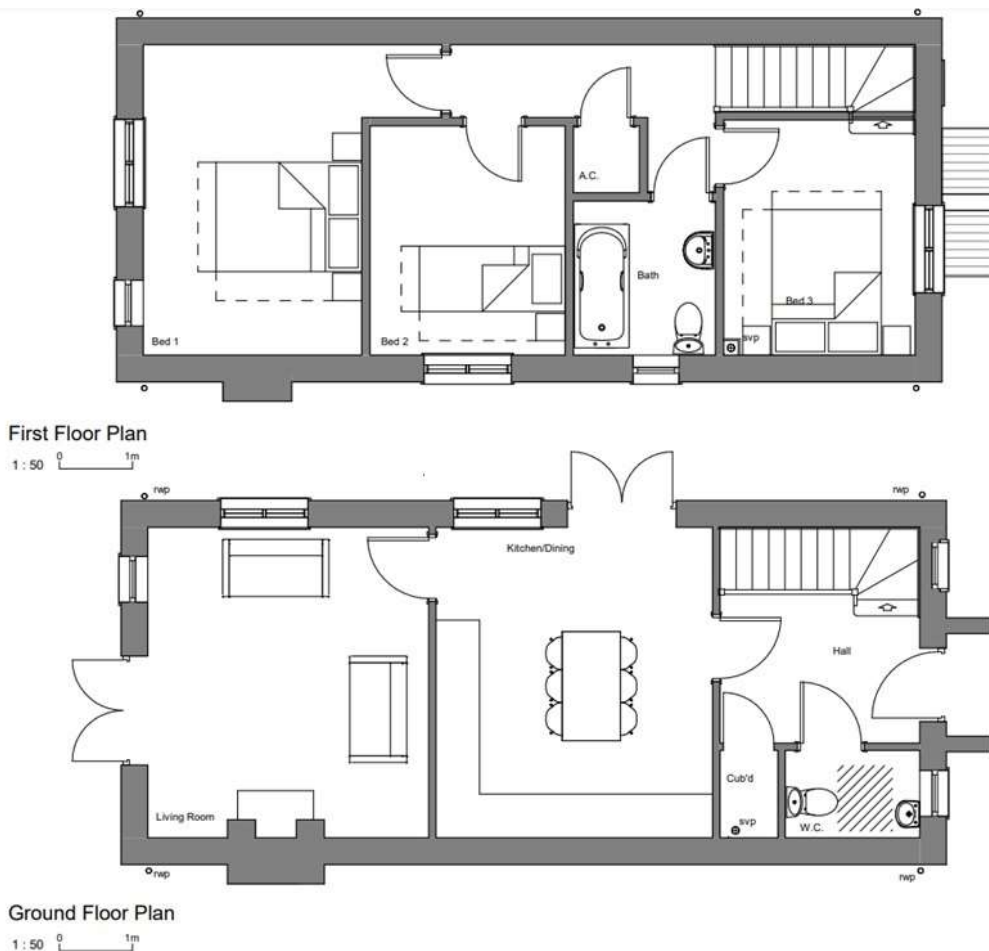 A.C.
Bath
Bed 1
Bed 2
Bed 3
svp
First Floor Plan
1 : 50 0 1m
rwp
rwp
Kitchen/Dining
Hall
Living Room
Cub'd
svp
W.C.
rwp
rwp
Ground Floor Plan
1 : 50 0 1m